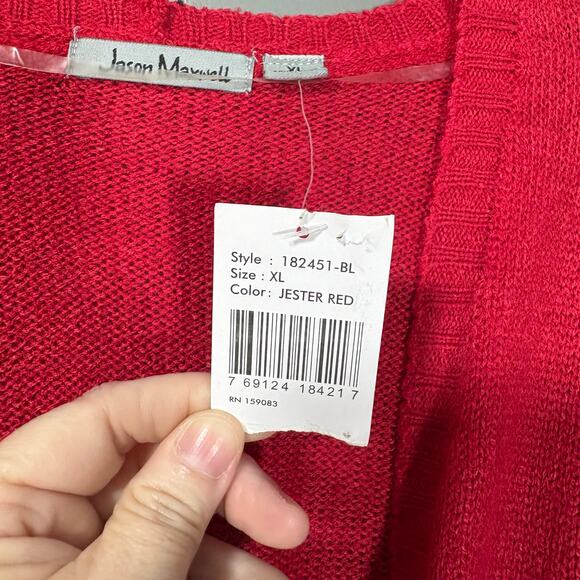 Jason Maxwell
XL
Style : 182451-BL
Size : XL
Color: JESTER RED
7 69124 18421 7
RN 159083